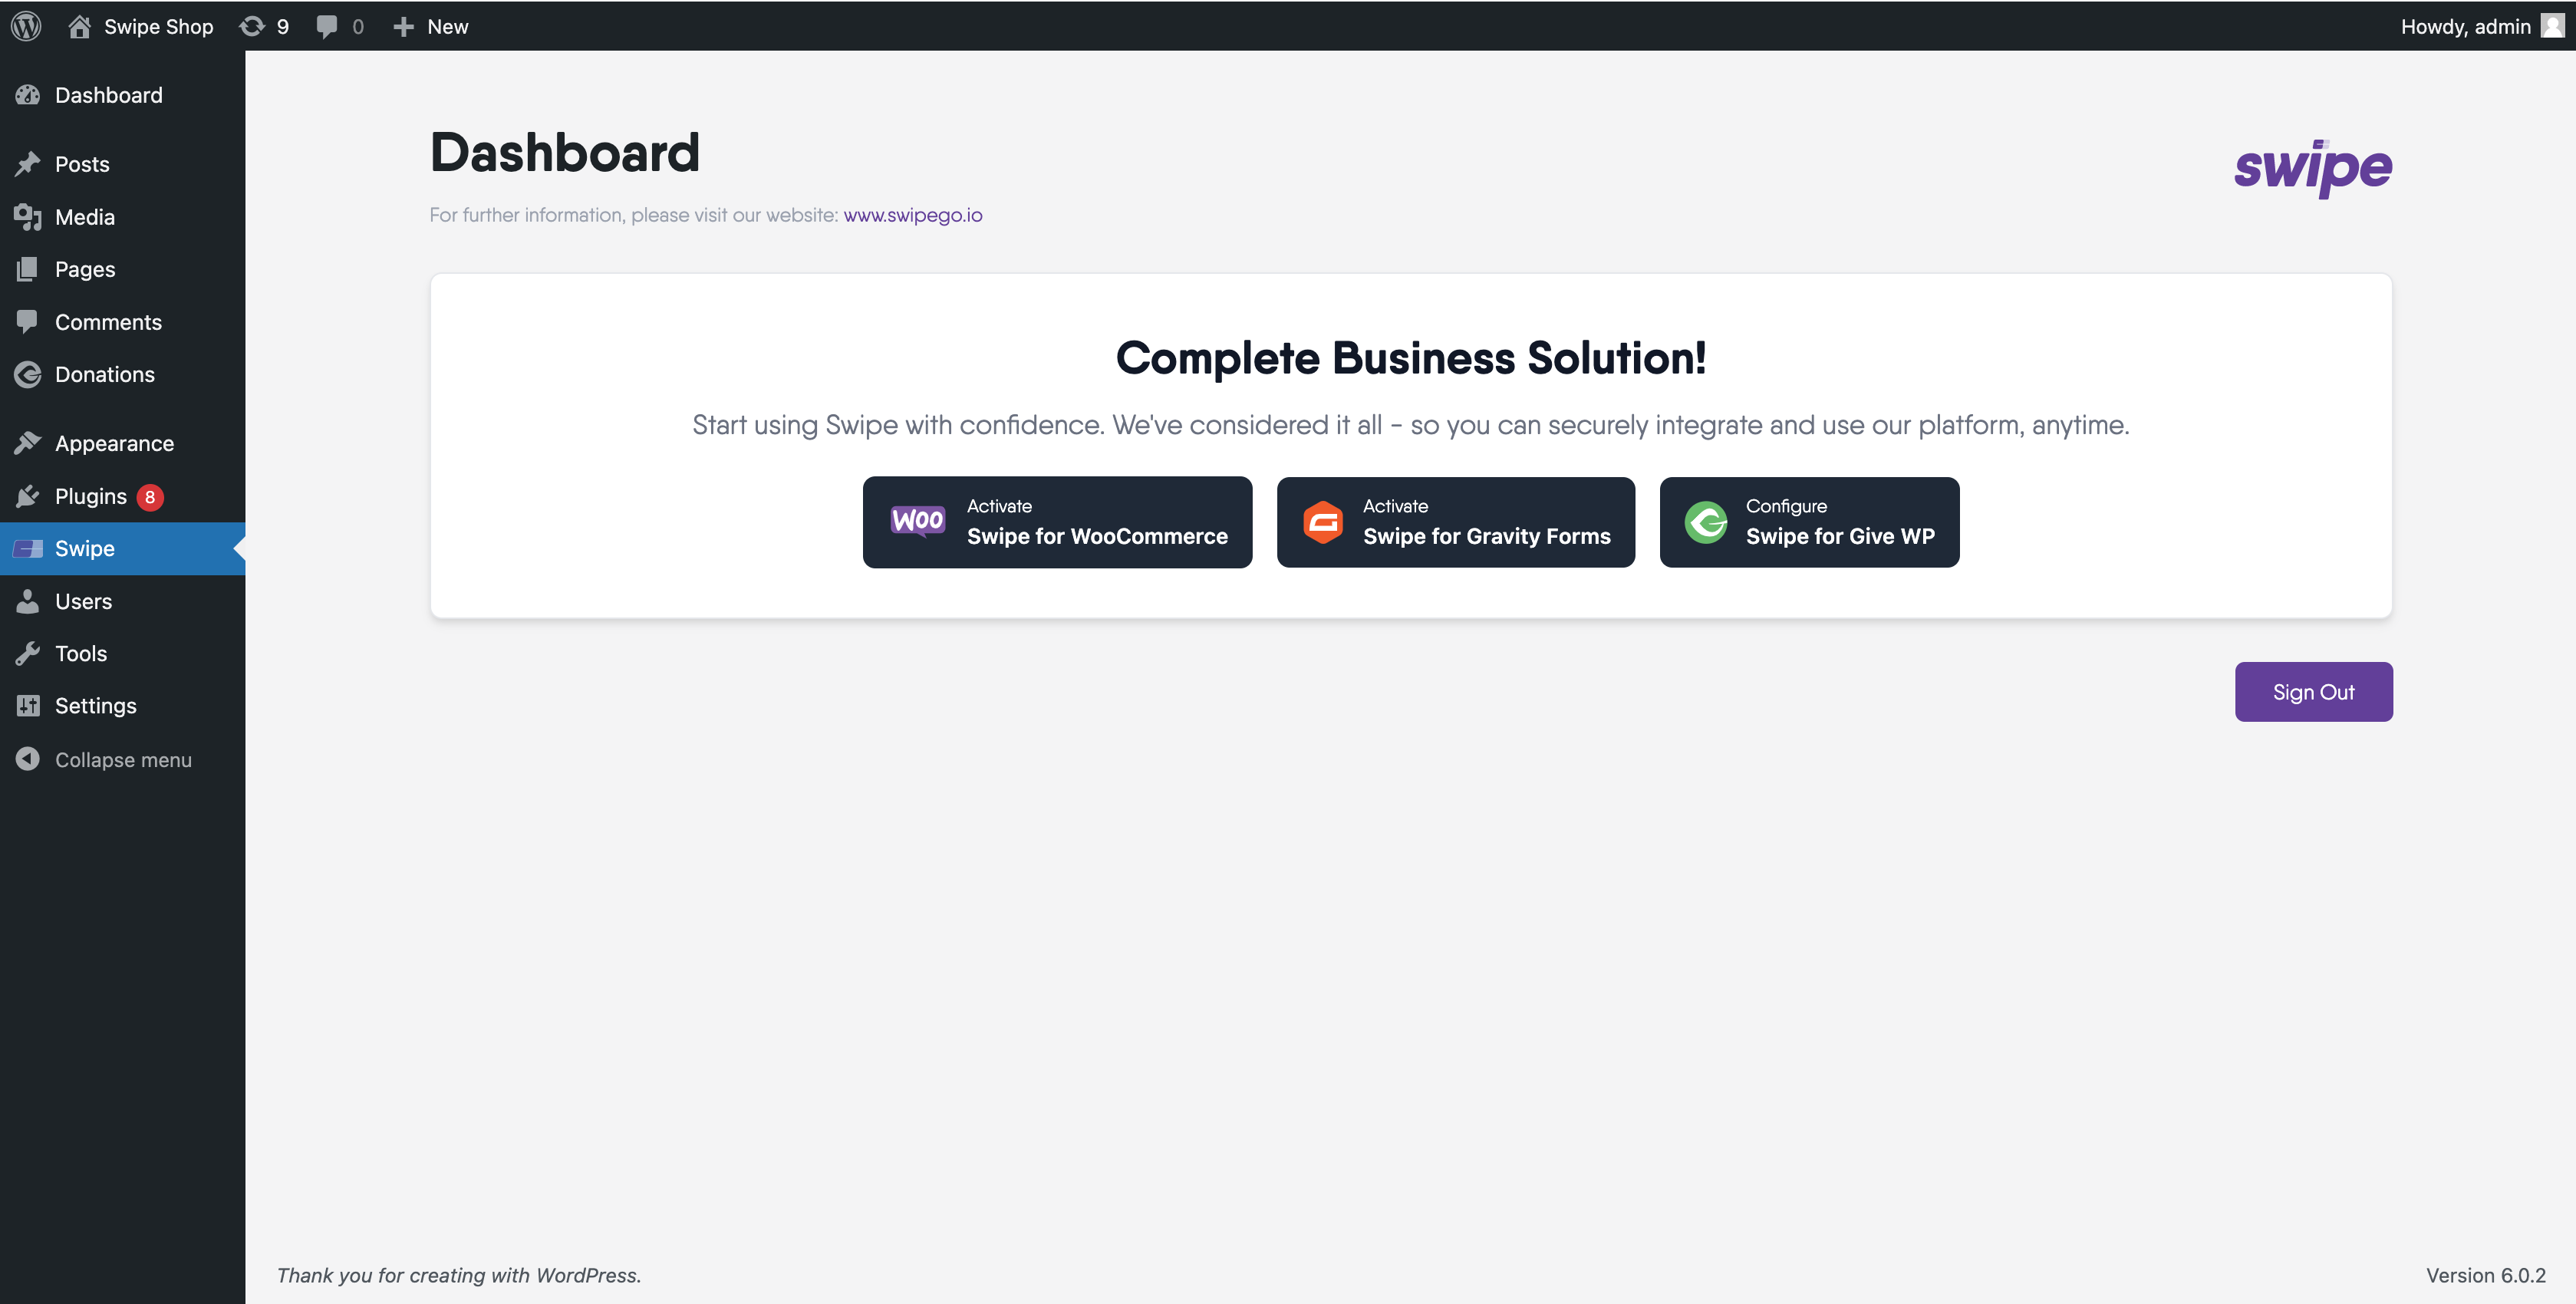 Swipe Shop 9 0 New Howdy, admin
Dashboard
Posts
Media
Pages
Comments
Donations
Appearance
Plugins 8
Swipe
Users
Tools
Settings
Collapse menu
Dashboard
For further information, please visit our website: www.swipego.io
swipe
Complete Business Solution!
Start using Swipe with confidence. We've considered it all - so you can securely integrate and use our platform, anytime.
Woo
Activate
Swipe for WooCommerce
Activate
Swipe for Gravity Forms
Configure
Swipe for Give WP
Sign Out
Thank you for creating with WordPress.
Version 6.0.2